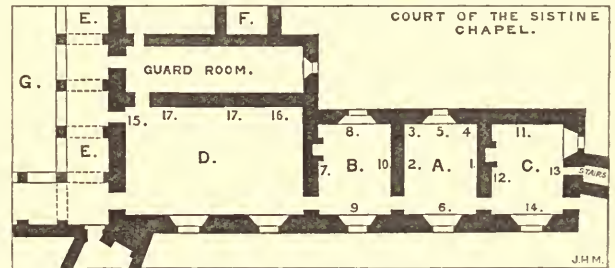 E.
F.
COURT OF THE SISTINE
CHAPEL.
G.
GUARD ROOM.
15. 17. 17. 16.
8. 3. 5. 4 11.
E.
D.
7. B. 10. 2. A. 1. 12. C. 13
STAIRS
9 6. 14.
J.H.M.